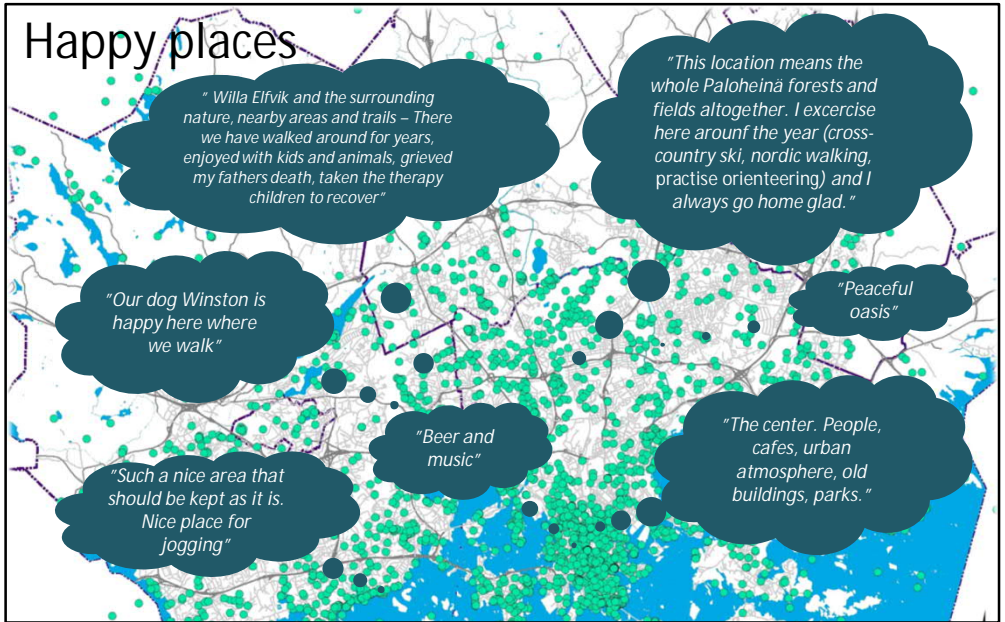 Happy places
" Willa Elfvik and the surrounding
nature, nearby areas and trails – There
we have walked around for years,
enjoyed with kids and animals, grieved
my fathers death, taken the therapy
children to recover"
"This location means the
whole Paloheinä forests and
fields altogether. I excercise
here arounf the year (cross-
country ski, nordic walking,
practise orienteering) and I
always go home glad."
"Our dog Winston is
happy here where
we walk"
"Peaceful
oasis"
"Beer and
music"
"The center. People,
cafes, urban
atmosphere, old
buildings, parks."
"Such a nice area that
should be kept as it is.
Nice place for
jogging"